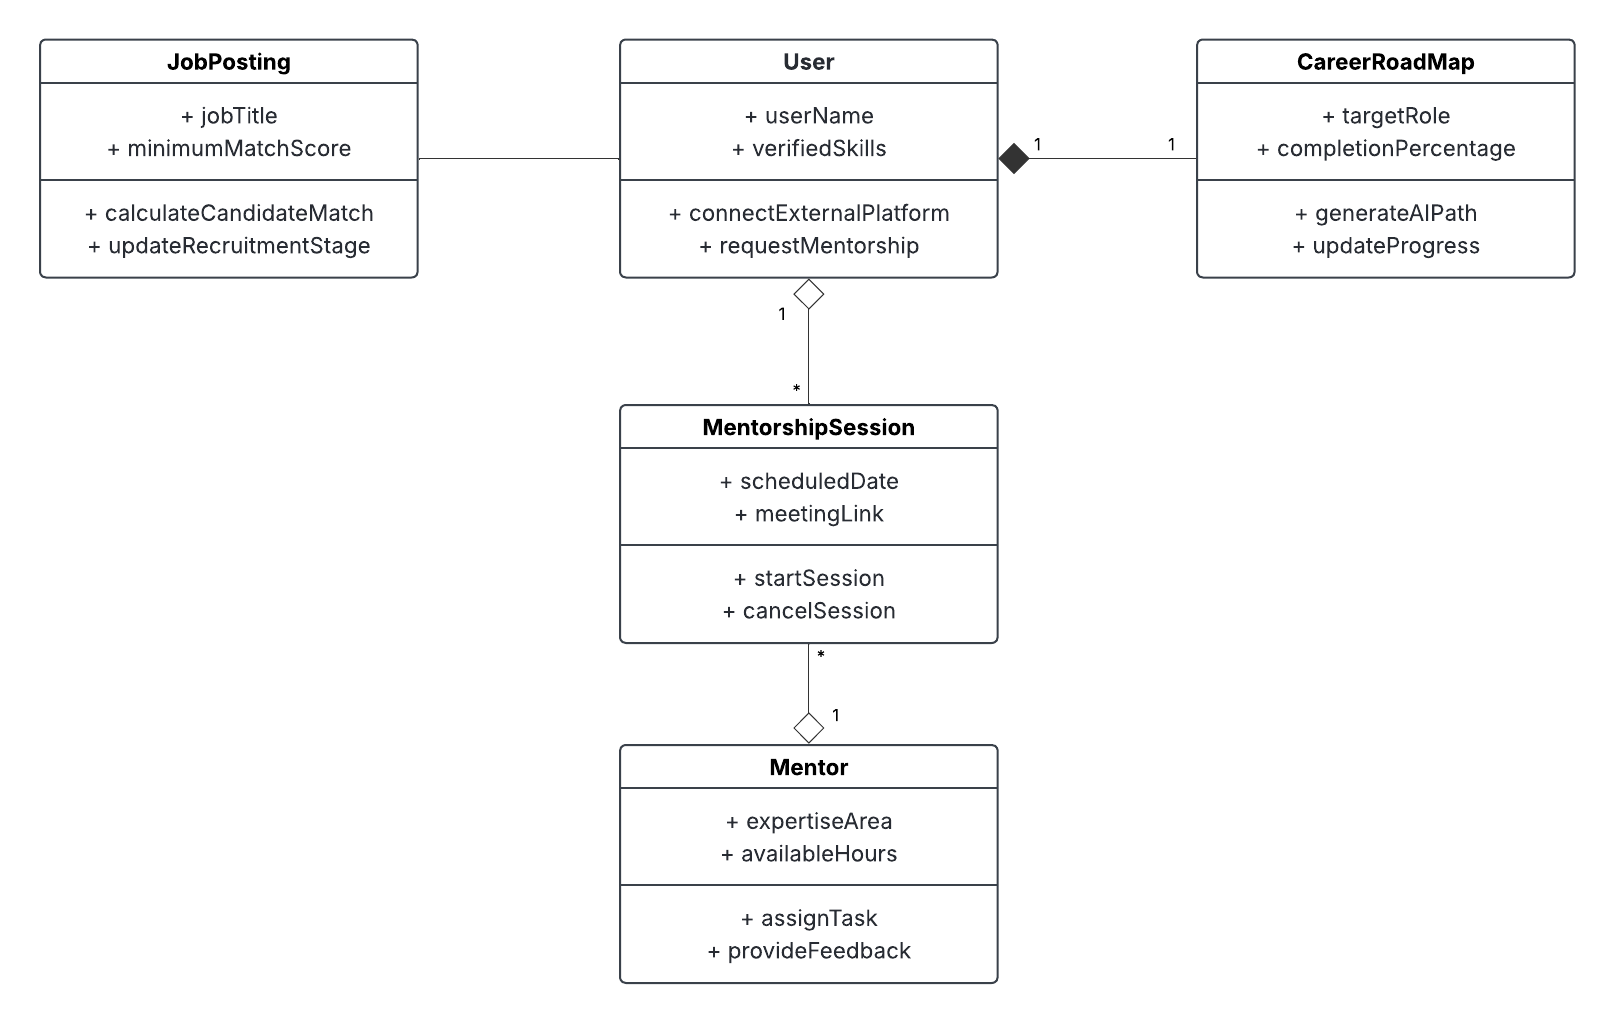 JobPosting
+ jobTitle
+ minimumMatchScore
+ calculateCandidateMatch
+ updateRecruitmentStage
User
+ userName
+ verifiedSkills
+ connectExternalPlatform
+ requestMentorship
1
1
CareerRoadMap
+ targetRole
+ completionPercentage
+ generateAIPath
+ updateProgress
1
*
MentorshipSession
+ scheduledDate
+ meetingLink
+ startSession
+ cancelSession
*
1
Mentor
+ expertiseArea
+ availableHours
+ assignTask
+ provideFeedback